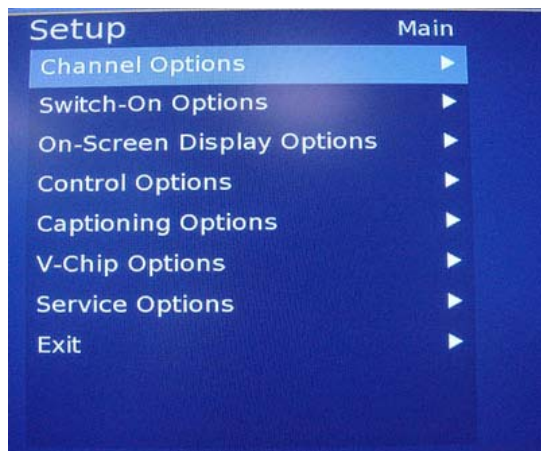 Setup Main
Channel Options
Switch-On Options
On-Screen Display Options
Control Options
Captioning Options
V-Chip Options
Service Options
Exit